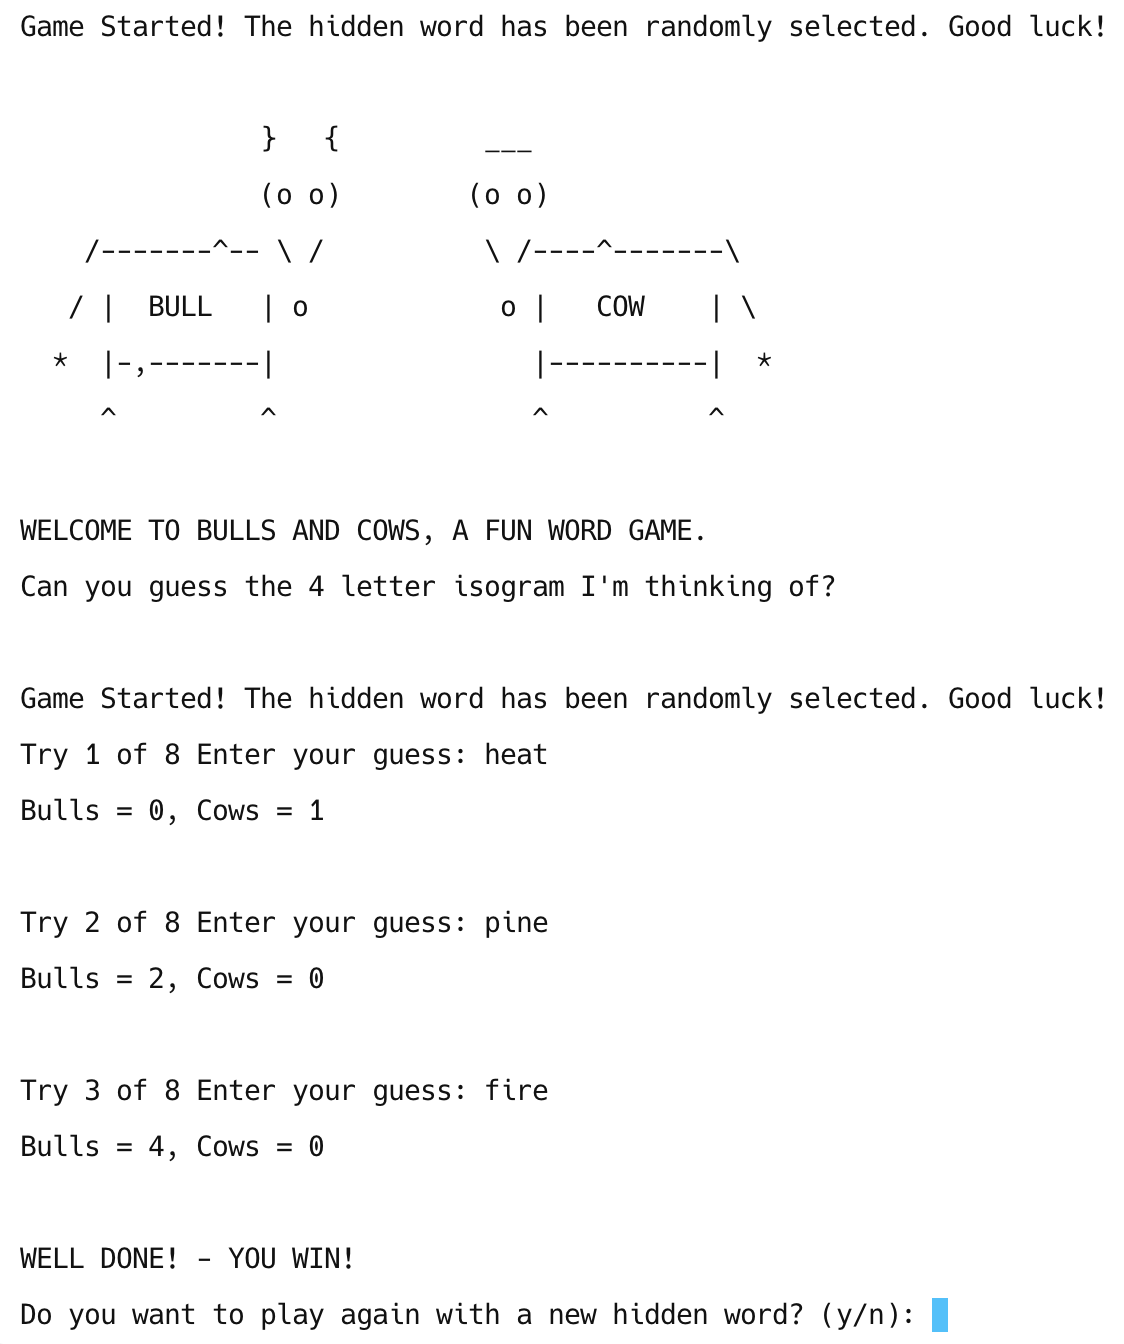 Game Started! The hidden word has been randomly selected. Good luck!
               }   {         ___
               (o o)        (o o)
    /-------^-- \ /          \ /----^-------\
   / |  BULL   | o            o |   COW    | \
  *  |-,-------|                |----------|  *
     ^         ^                ^          ^
WELCOME TO BULLS AND COWS, A FUN WORD GAME.
Can you guess the 4 letter isogram I'm thinking of?
Game Started! The hidden word has been randomly selected. Good luck!
Try 1 of 8 Enter your guess: heat
Bulls = 0, Cows = 1
Try 2 of 8 Enter your guess: pine
Bulls = 2, Cows = 0
Try 3 of 8 Enter your guess: fire
Bulls = 4, Cows = 0
WELL DONE! - YOU WIN!
Do you want to play again with a new hidden word? (y/n):